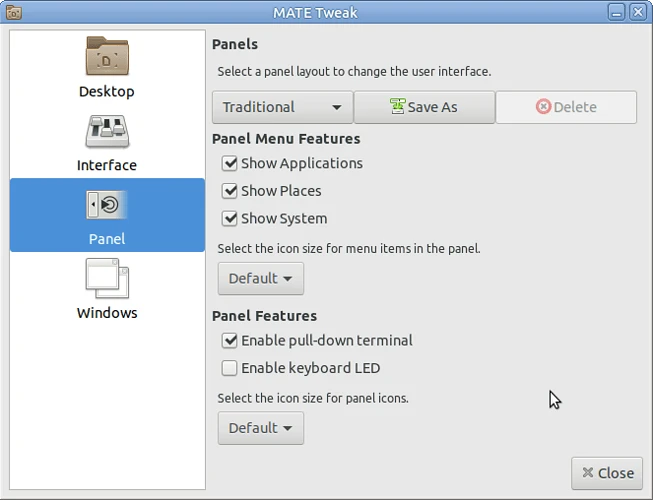 MATE Tweak
Desktop
Interface
Panel
Windows
Panels
Select a panel layout to change the user interface.
Traditional Save As Delete
Panel Menu Features
Show Applications
Show Places
Show System
Select the icon size for menu items in the panel.
Default
Panel Features
Enable pull-down terminal
Enable keyboard LED
Select the icon size for panel icons.
Default
Close